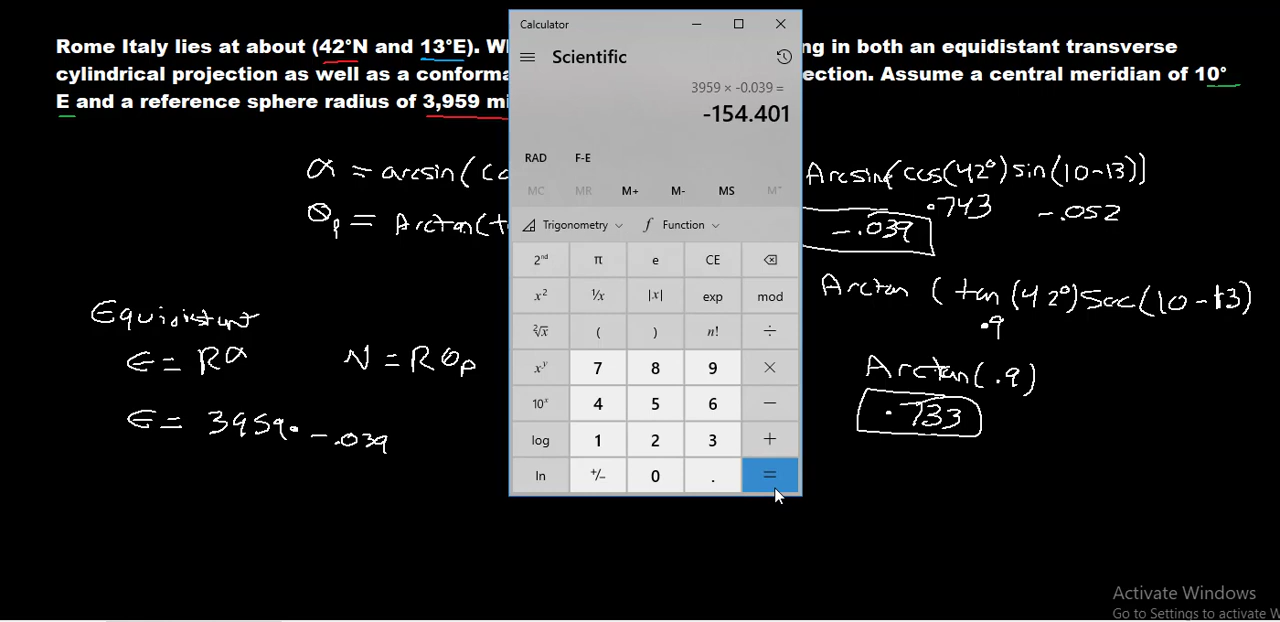 Rome Italy lies at about (42°N and 13°E). W
ng in both an equidistant transverse
cylindrical projection as well as a conforma
ection. Assume a central meridian of 10°
E and a reference sphere radius of 3,959 mi
α = arcsin(co
θp = Arctan(t
Arcsin(cos(42°)sin(10-13)]
.743 -.052
-.039
Arctan (tan(42°)Sec(10-13)
.9
Arctan(.9)
.733
Equidistant
E = Rα N = Rθp
E = 3959 · -.039
Calculator
Scientific
3959 × -0.039 =
-154.401
RAD F-E
MC MR M+ M- MS M˅
Trigonometry ƒ Function
2ⁿᵈ π e CE
x² ¹/x |x| exp mod
²√x ( ) n! ÷
xʸ 7 8 9 ×
10ˣ 4 5 6 −
log 1 2 3 +
ln +/− 0 . =
Activate Windows
Go to Settings to activate W